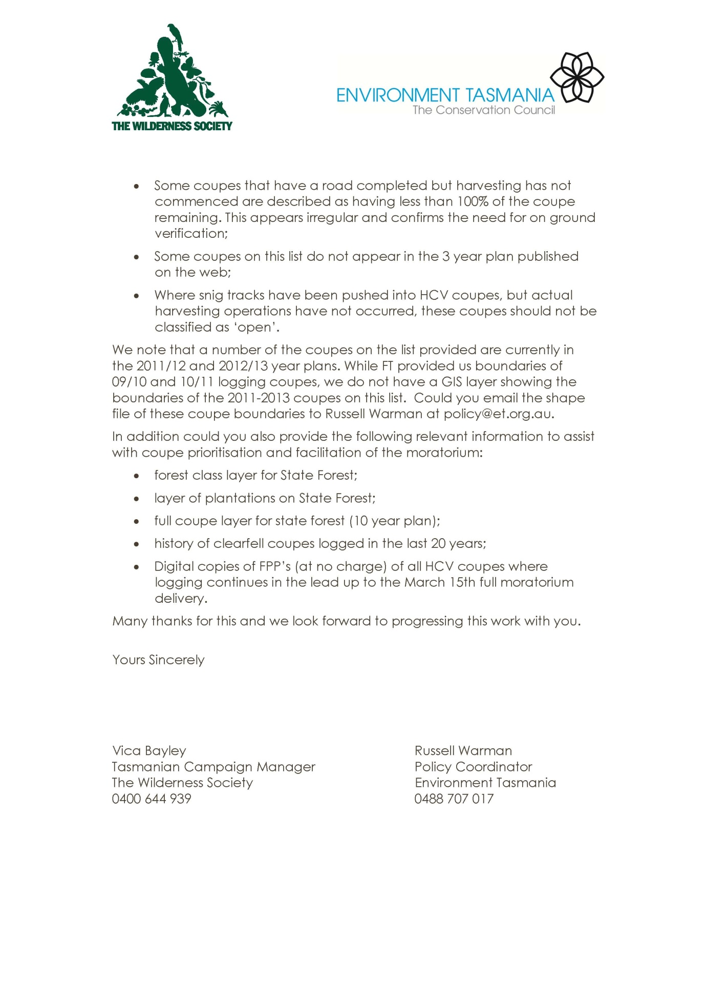 THE WILDERNESS SOCIETY
ENVIRONMENT TASMANIA
The Conservation Council
• Some coupes that have a road completed but harvesting has not
commenced are described as having less than 100% of the coupe
remaining. This appears irregular and confirms the need for on ground
verification;
• Some coupes on this list do not appear in the 3 year plan published
on the web;
• Where snig tracks have been pushed into HCV coupes, but actual
harvesting operations have not occurred, these coupes should not be
classified as ‘open’.
We note that a number of the coupes on the list provided are currently in
the 2011/12 and 2012/13 year plans. While FT provided us boundaries of
09/10 and 10/11 logging coupes, we do not have a GIS layer showing the
boundaries of the 2011-2013 coupes on this list.  Could you email the shape
file of these coupe boundaries to Russell Warman at policy@et.org.au.
In addition could you also provide the following relevant information to assist
with coupe prioritisation and facilitation of the moratorium:
• forest class layer for State Forest;
• layer of plantations on State Forest;
• full coupe layer for state forest (10 year plan);
• history of clearfell coupes logged in the last 20 years;
• Digital copies of FPP’s (at no charge) of all HCV coupes where
logging continues in the lead up to the March 15th full moratorium
delivery.
Many thanks for this and we look forward to progressing this work with you.
Yours Sincerely
Vica Bayley
Tasmanian Campaign Manager
The Wilderness Society
0400 644 939
Russell Warman
Policy Coordinator
Environment Tasmania
0488 707 017